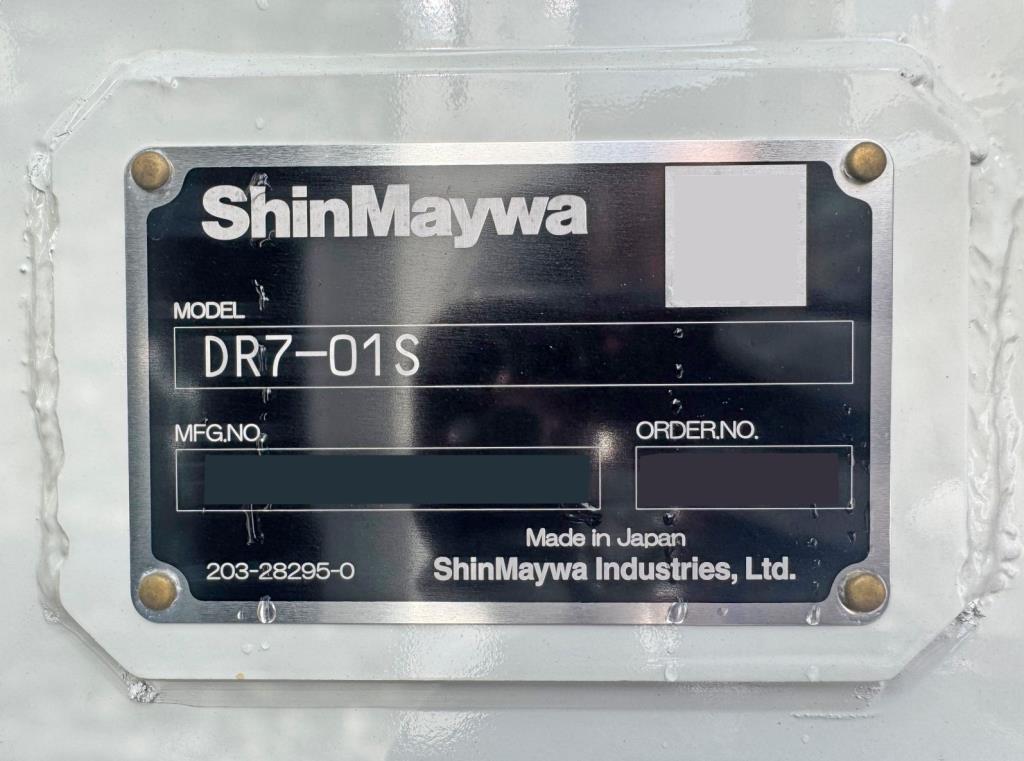 ShinMaywa
MODEL
DR7-01S
MFG.NO.
ORDER.NO.
Made in Japan
203-28295-0
ShinMaywa Industries, Ltd.